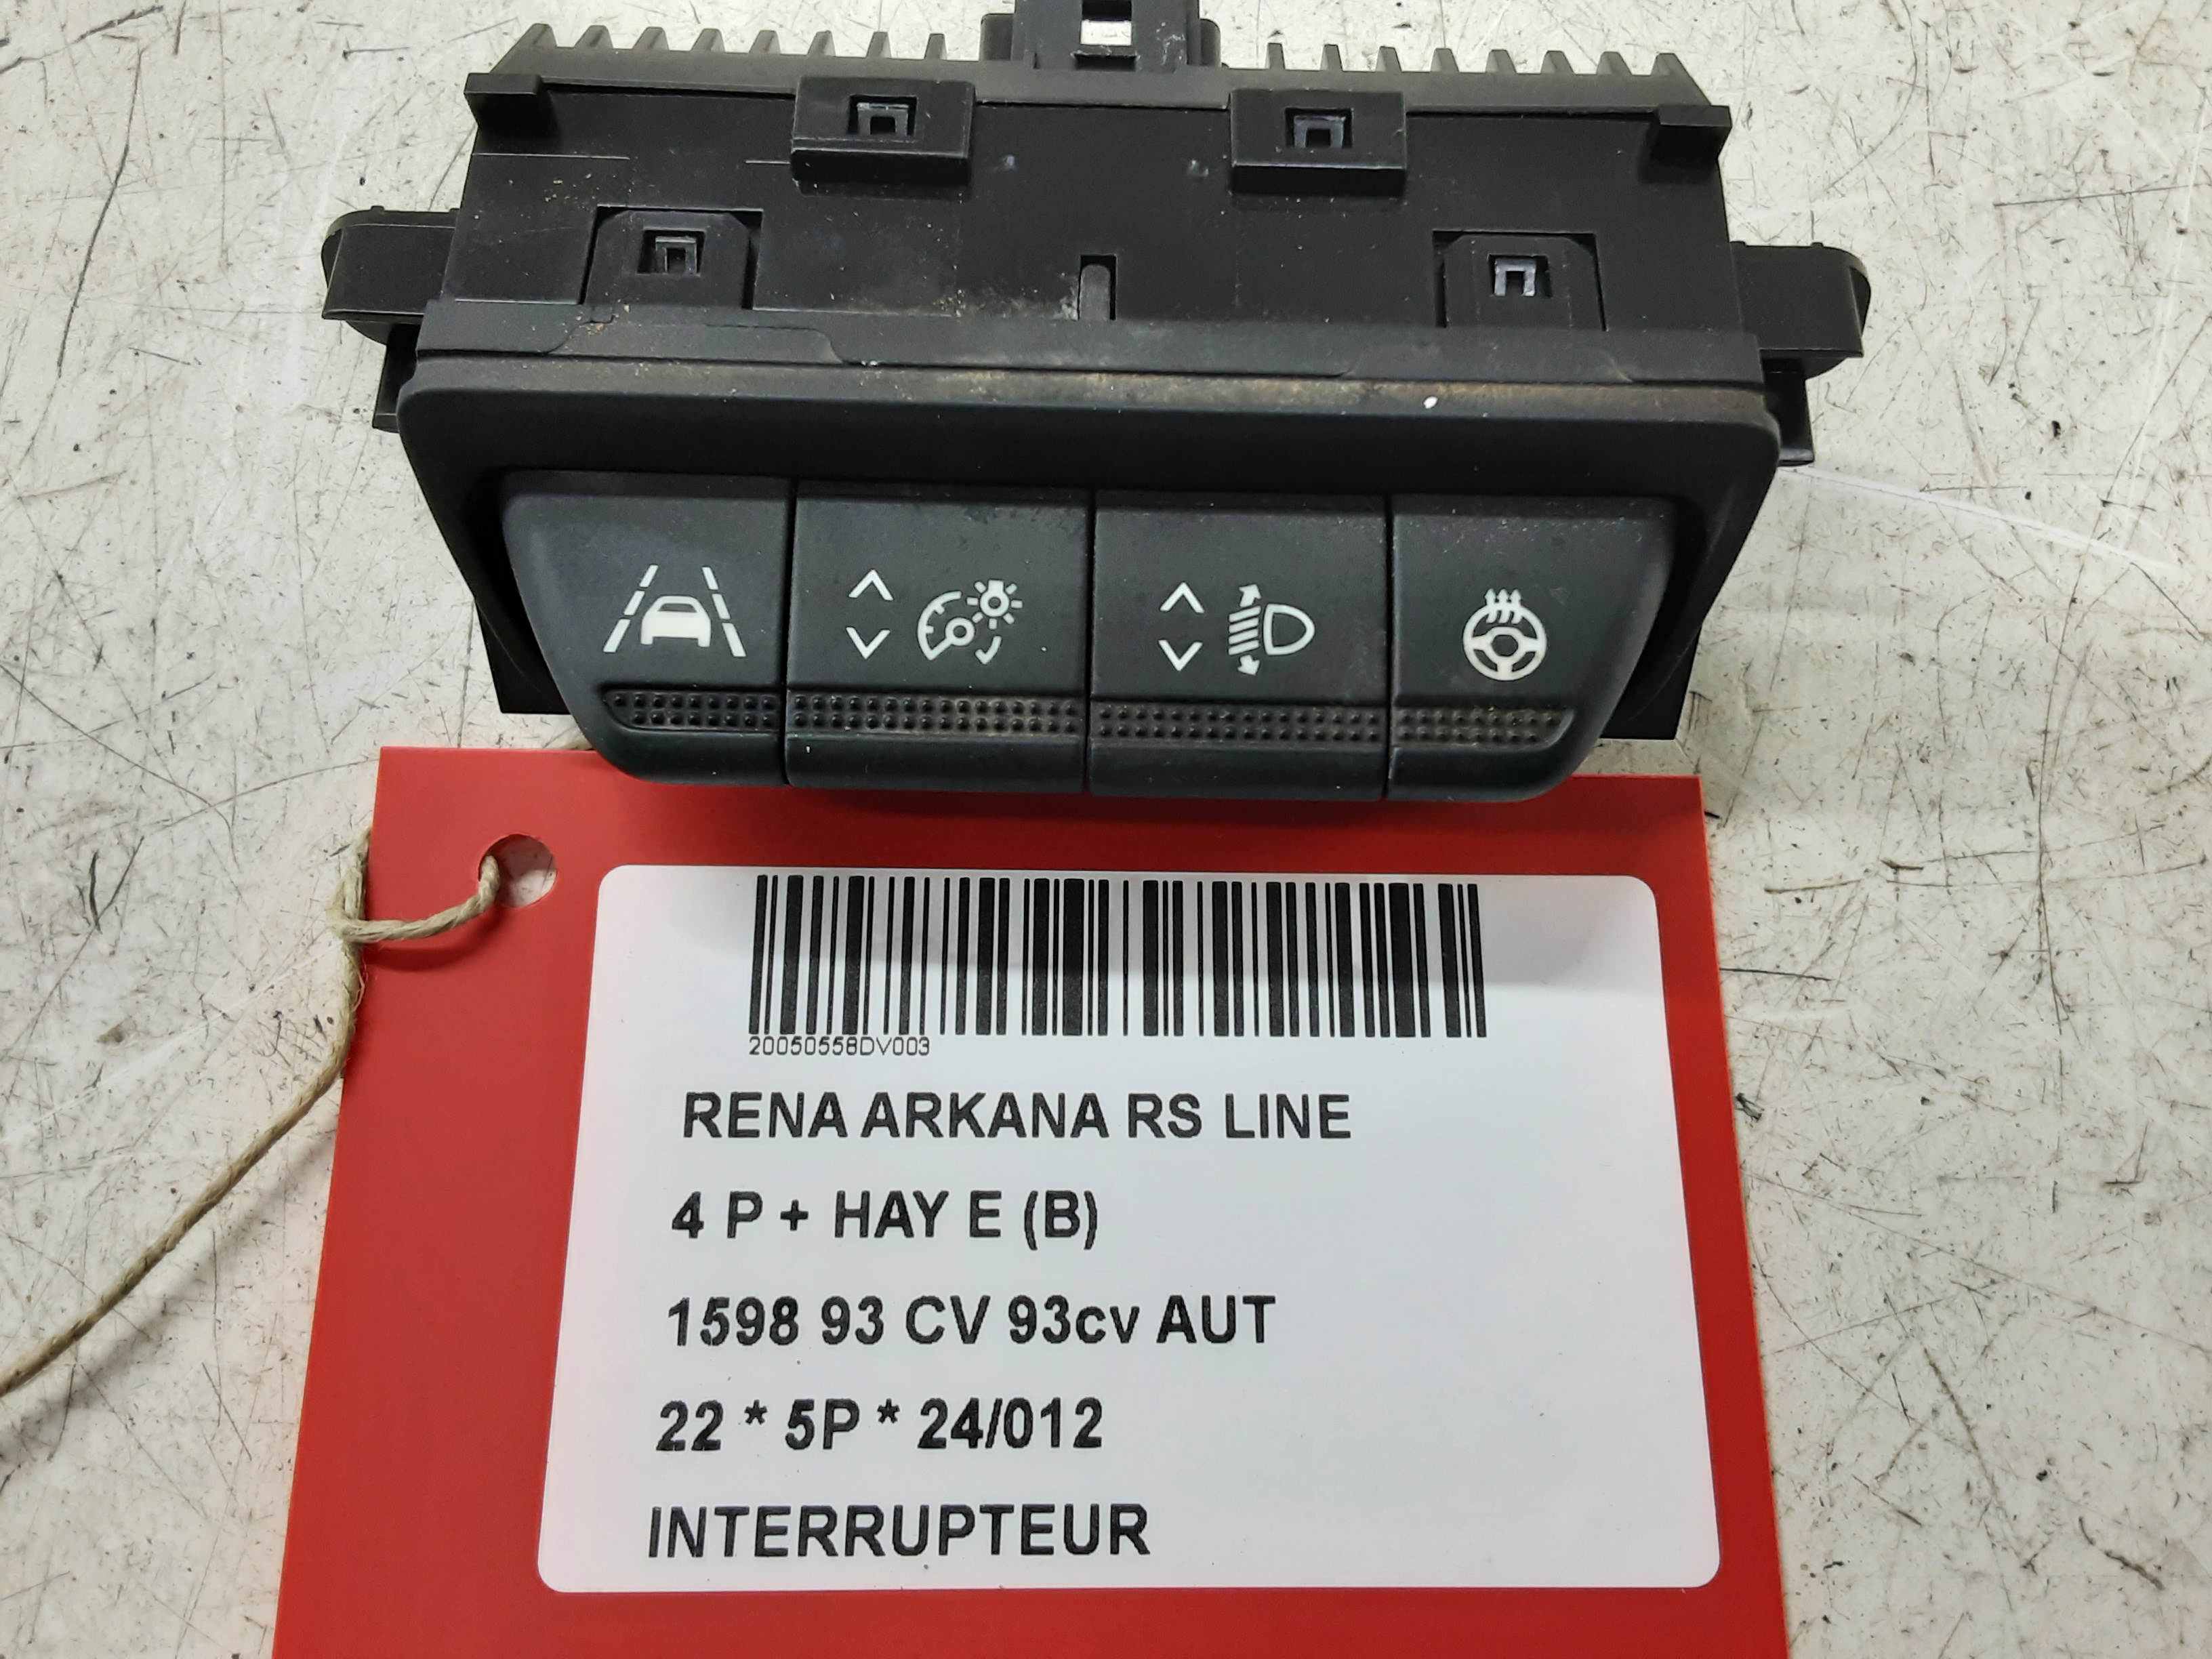 20050558DV003
RENA ARKANA RS LINE
4 P + HAY E (B)
1598 93 CV 93cv AUT
22 * 5P * 24/012
INTERRUPTEUR